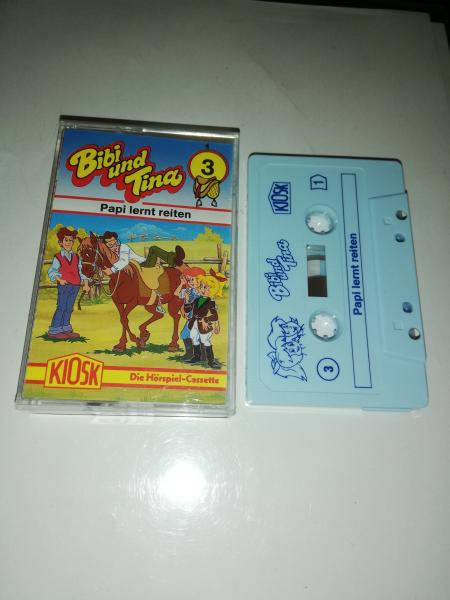 Bibi
und
Tina
3
Papi lernt reiten
KIOSK
Die Hörspiel-Cassette
KIOSK
1
Bibi
und
Tina
Papi lernt reiten
3